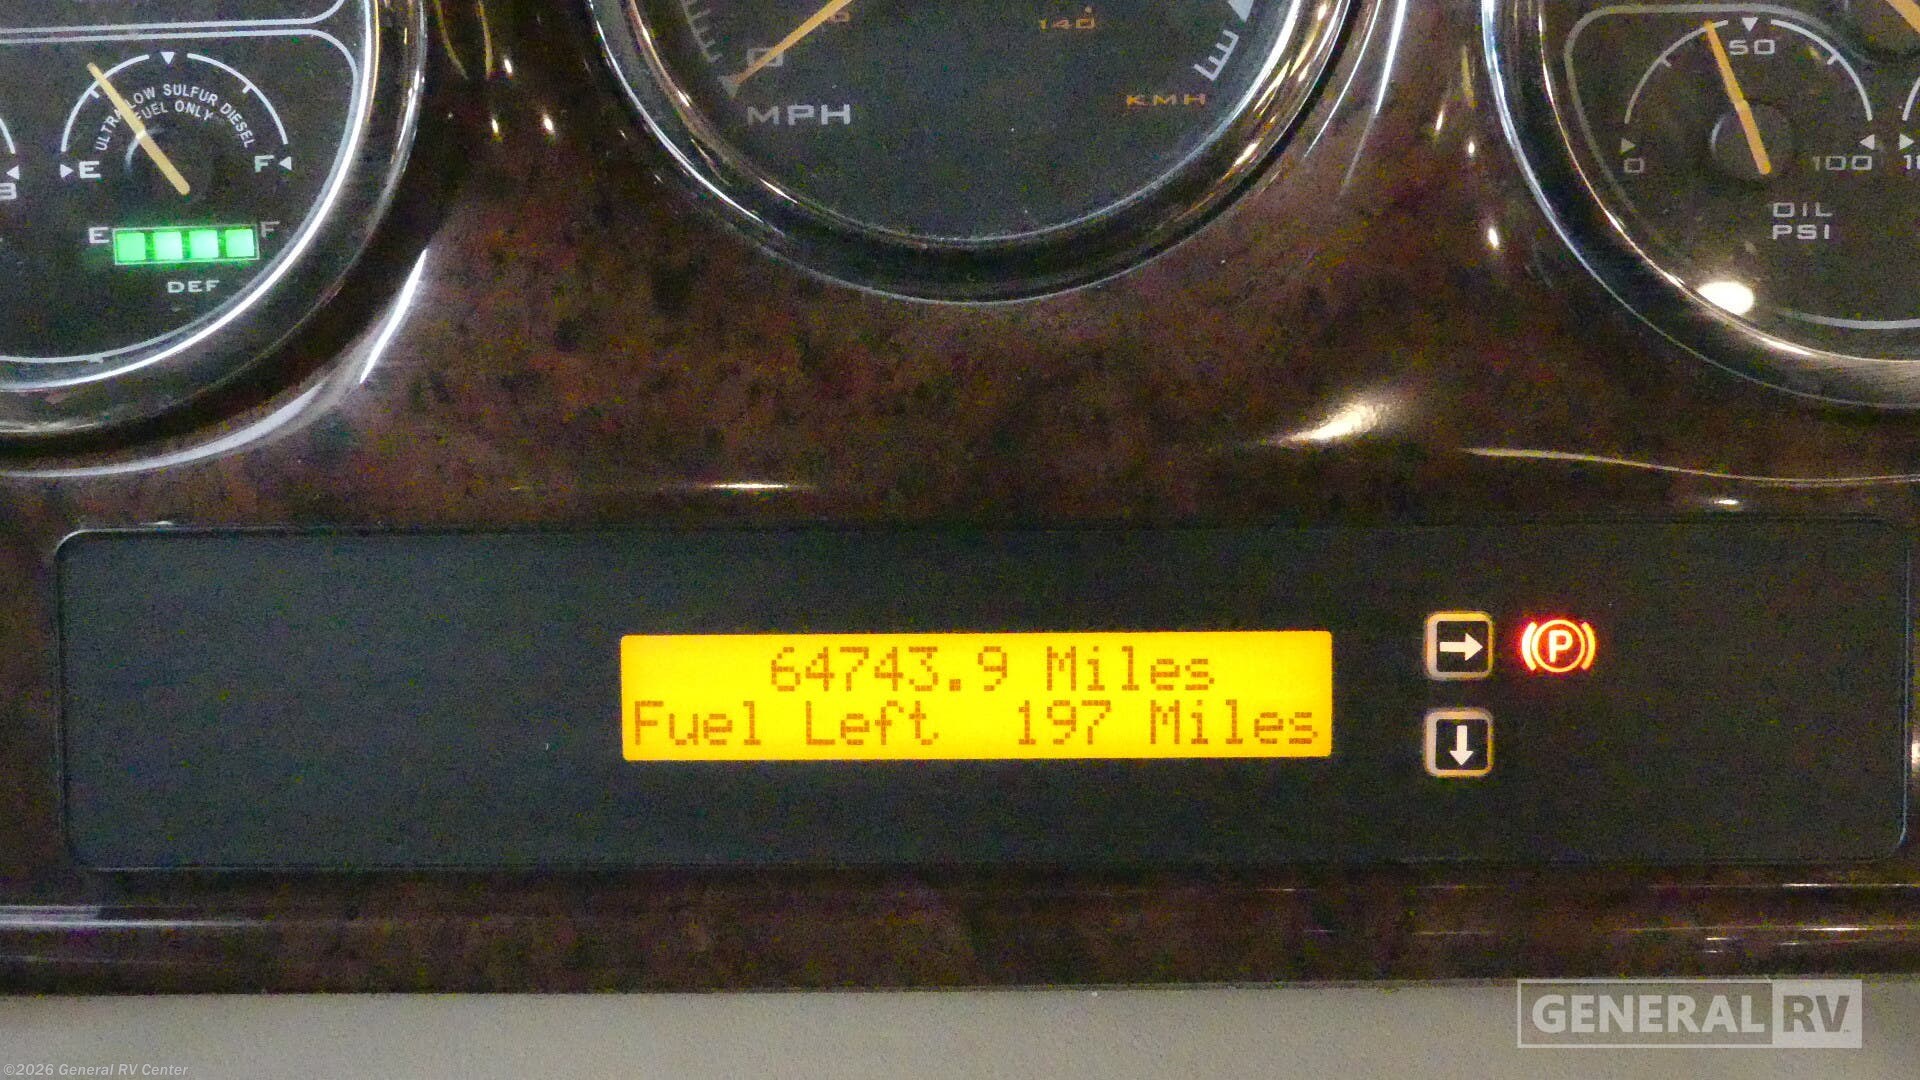 ULTRA LOW SULFUR DIESEL
FUEL ONLY
E
F
E
F
DEF
0
MPH
140
KMH
50
0
100
OIL
PSI
64743.9 Miles
Fuel Left 197 Miles
P
GENERAL RV
©2026 General RV Center